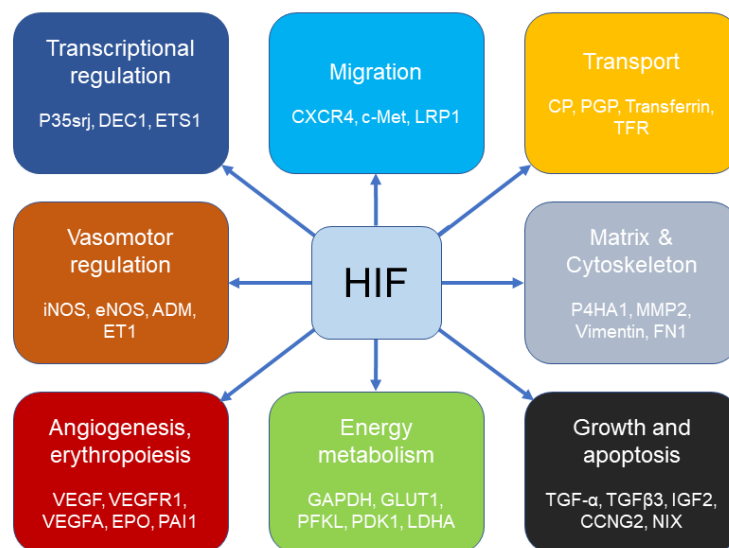 Transcriptional
regulation
P35srj, DEC1, ETS1
Migration
CXCR4, c-Met, LRP1
Transport
CP, PGP, Transferrin,
TFR
Vasomotor
regulation
iNOS, eNOS, ADM,
ET1
HIF
Matrix &
Cytoskeleton
P4HA1, MMP2,
Vimentin, FN1
Angiogenesis,
erythropoiesis
VEGF, VEGFR1,
VEGFA, EPO, PAI1
Energy
metabolism
GAPDH, GLUT1,
PFKL, PDK1, LDHA
Growth and
apoptosis
TGF-α, TGFβ3, IGF2,
CCNG2, NIX